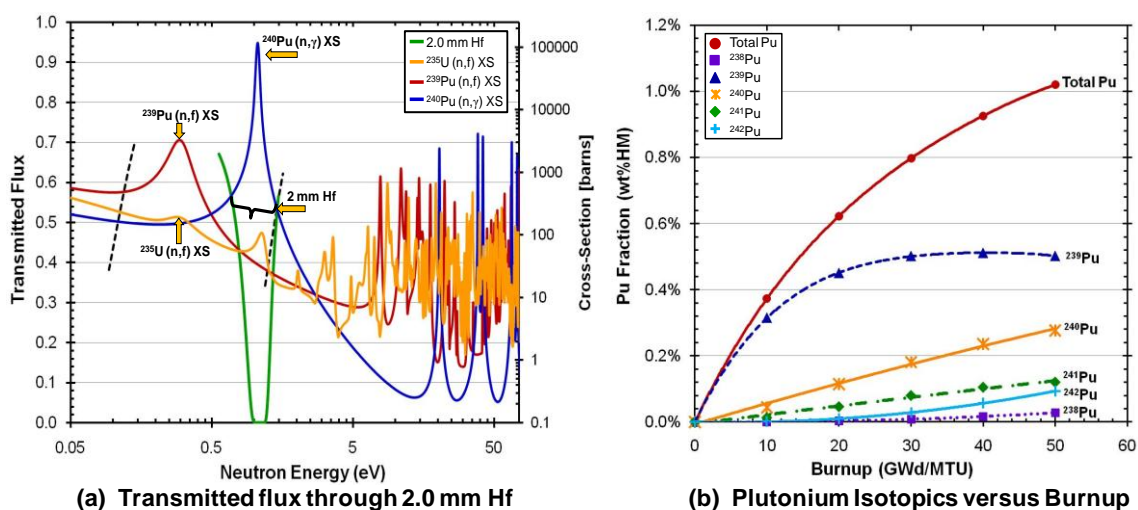 1.0
0.9
0.8
0.7
0.6
0.5
0.4
0.3
0.2
0.1
0.0
Transmitted Flux
0.05
0.5
5
50
Neutron Energy (eV)
100000
10000
1000
100
10
1
0.1
Cross-Section [barns]
²⁴⁰Pu (n,γ) XS
²³⁹Pu (n,f) XS
²³⁵U (n,f) XS
2 mm Hf
2.0 mm Hf
²³⁵U (n,f) XS
²³⁹Pu (n,f) XS
²⁴⁰Pu (n,γ) XS
(a) Transmitted flux through 2.0 mm Hf
1.2%
1.0%
0.8%
0.6%
0.4%
0.2%
0.0%
Pu Fraction (wt%HM)
0
10
20
30
40
50
60
Burnup (GWd/MTU)
Total Pu
²³⁸Pu
²³⁹Pu
²⁴⁰Pu
²⁴¹Pu
²⁴²Pu
Total Pu
²³⁹Pu
²⁴⁰Pu
²⁴¹Pu
²⁴²Pu
²³⁸Pu
(b) Plutonium Isotopics versus Burnup